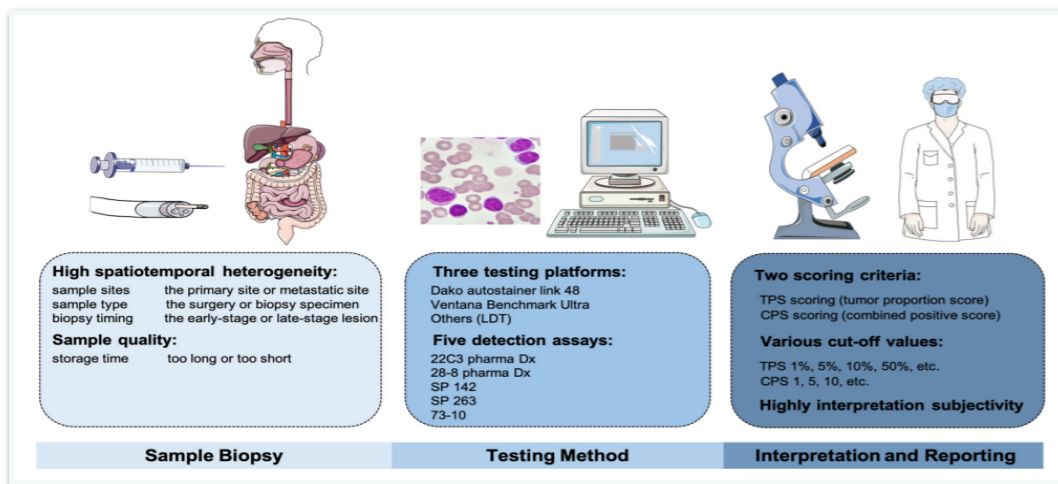 High spatiotemporal heterogeneity:
sample sites the primary site or metastatic site
sample type the surgery or biopsy specimen
biopsy timing the early-stage or late-stage lesion
Sample quality:
storage time too long or too short
Three testing platforms:
Dako autostainer link 48
Ventana Benchmark Ultra
Others (LDT)
Five detection assays:
22C3 pharma Dx
28-8 pharma Dx
SP 142
SP 263
73-10
Two scoring criteria:
TPS scoring (tumor proportion score)
CPS scoring (combined positive score)
Various cut-off values:
TPS 1%, 5%, 10%, 50%, etc.
CPS 1, 5, 10, etc.
Highly interpretation subjectivity
Sample Biopsy
Testing Method
Interpretation and Reporting